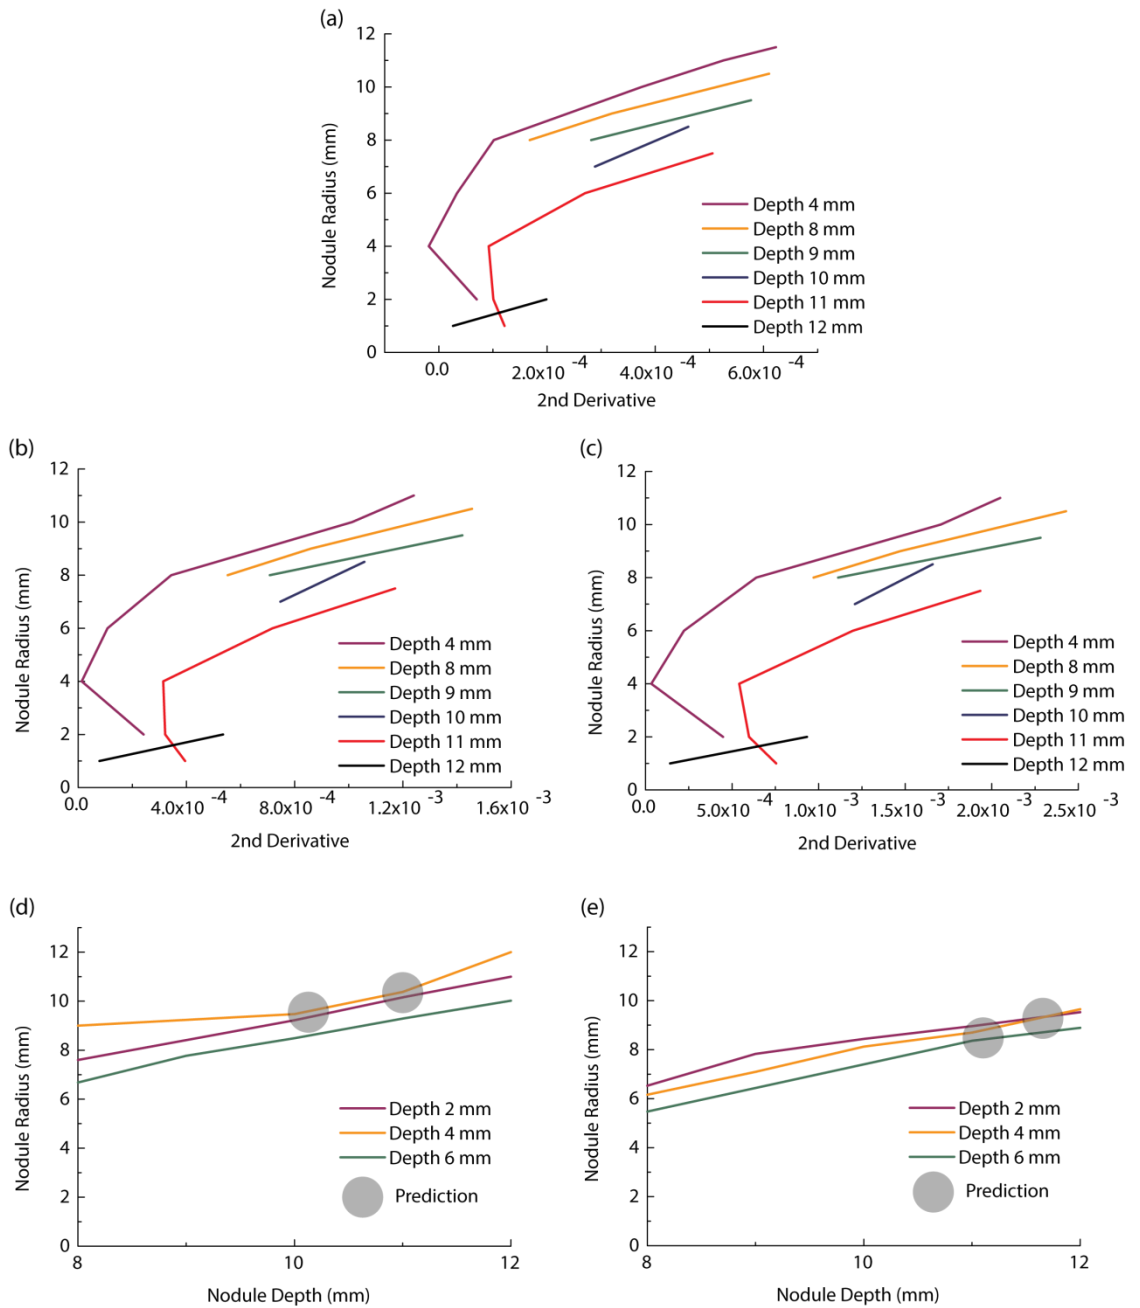 (a)
12
10
8
6
4
2
0
Nodule Radius (mm)
Depth 4 mm
Depth 8 mm
Depth 9 mm
Depth 10 mm
Depth 11 mm
Depth 12 mm
0.0 2.0x10 -4 4.0x10 -4 6.0x10 -4
2nd Derivative
(b)
12
10
8
6
4
2
0
Nodule Radius (mm)
Depth 4 mm
Depth 8 mm
Depth 9 mm
Depth 10 mm
Depth 11 mm
Depth 12 mm
0.0 4.0x10 -4 8.0x10 -4 1.2x10 -3 1.6x10 -3
2nd Derivative
(c)
12
10
8
6
4
2
0
Nodule Radius (mm)
Depth 4 mm
Depth 8 mm
Depth 9 mm
Depth 10 mm
Depth 11 mm
Depth 12 mm
0.0 5.0x10 -4 1.0x10 -3 1.5x10 -3 2.0x10 -3 2.5x10 -3
2nd Derivative
(d)
12
10
8
6
4
2
0
Nodule Radius (mm)
Depth 2 mm
Depth 4 mm
Depth 6 mm
Prediction
8 10 12
Nodule Depth (mm)
(e)
12
10
8
6
4
2
0
Nodule Radius (mm)
Depth 2 mm
Depth 4 mm
Depth 6 mm
Prediction
8 10 12
Nodule Depth (mm)